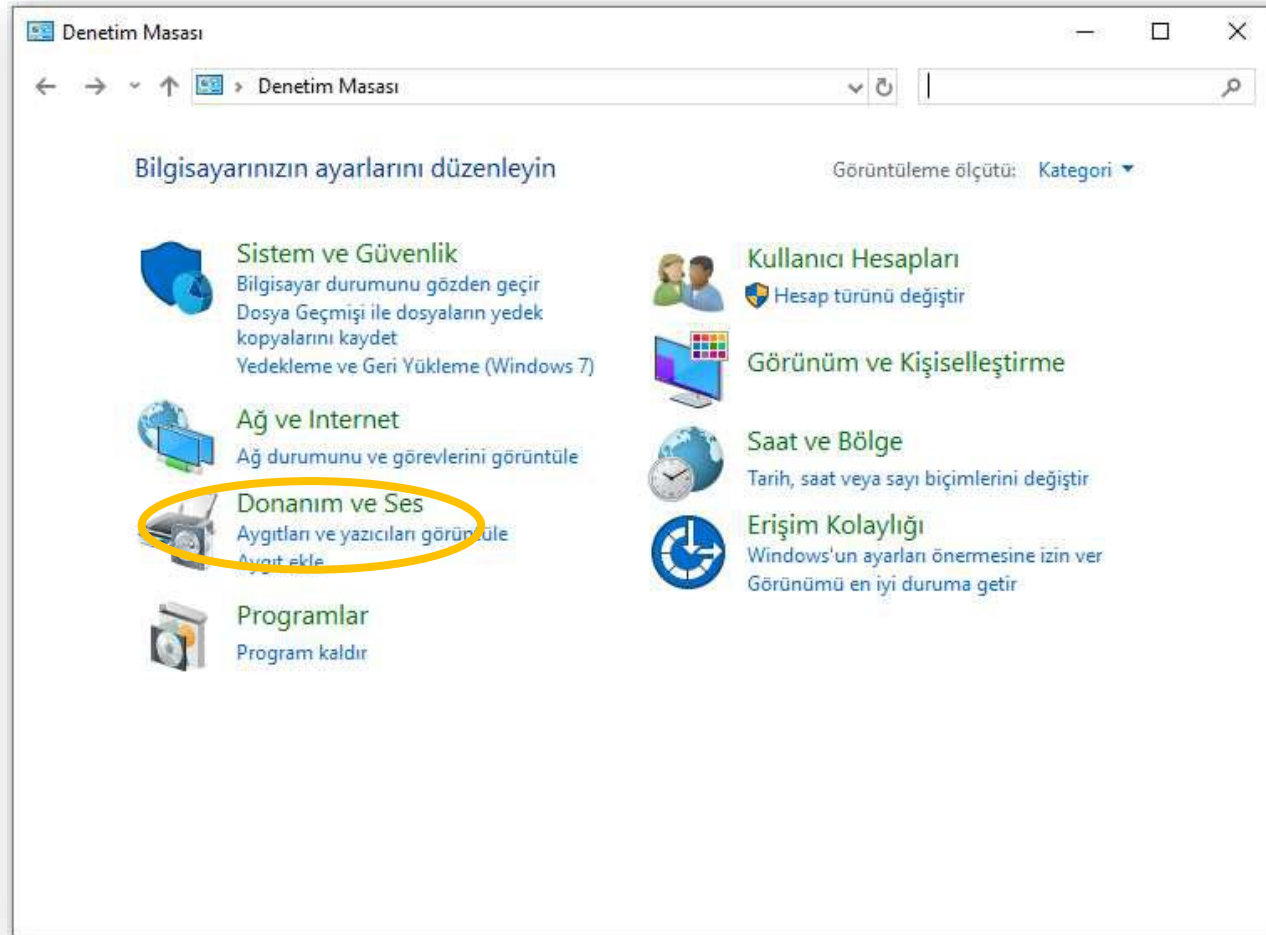 Denetim Masası
Denetim Masası
Bilgisayarınızın ayarlarını düzenleyin
Görüntüleme ölçütü: Kategori
Sistem ve Güvenlik
Bilgisayar durumunu gözden geçir
Dosya Geçmişi ile dosyaların yedek
kopyalarını kaydet
Yedekleme ve Geri Yükleme (Windows 7)
Ağ ve Internet
Ağ durumunu ve görevlerini görüntüle
Donanım ve Ses
Aygıtları ve yazıcıları görüntüle
Aygıt ekle
Programlar
Program kaldır
Kullanıcı Hesapları
Hesap türünü değiştir
Görünüm ve Kişiselleştirme
Saat ve Bölge
Tarih, saat veya sayı biçimlerini değiştir
Erişim Kolaylığı
Windows'un ayarları önermesine izin ver
Görünümü en iyi duruma getir